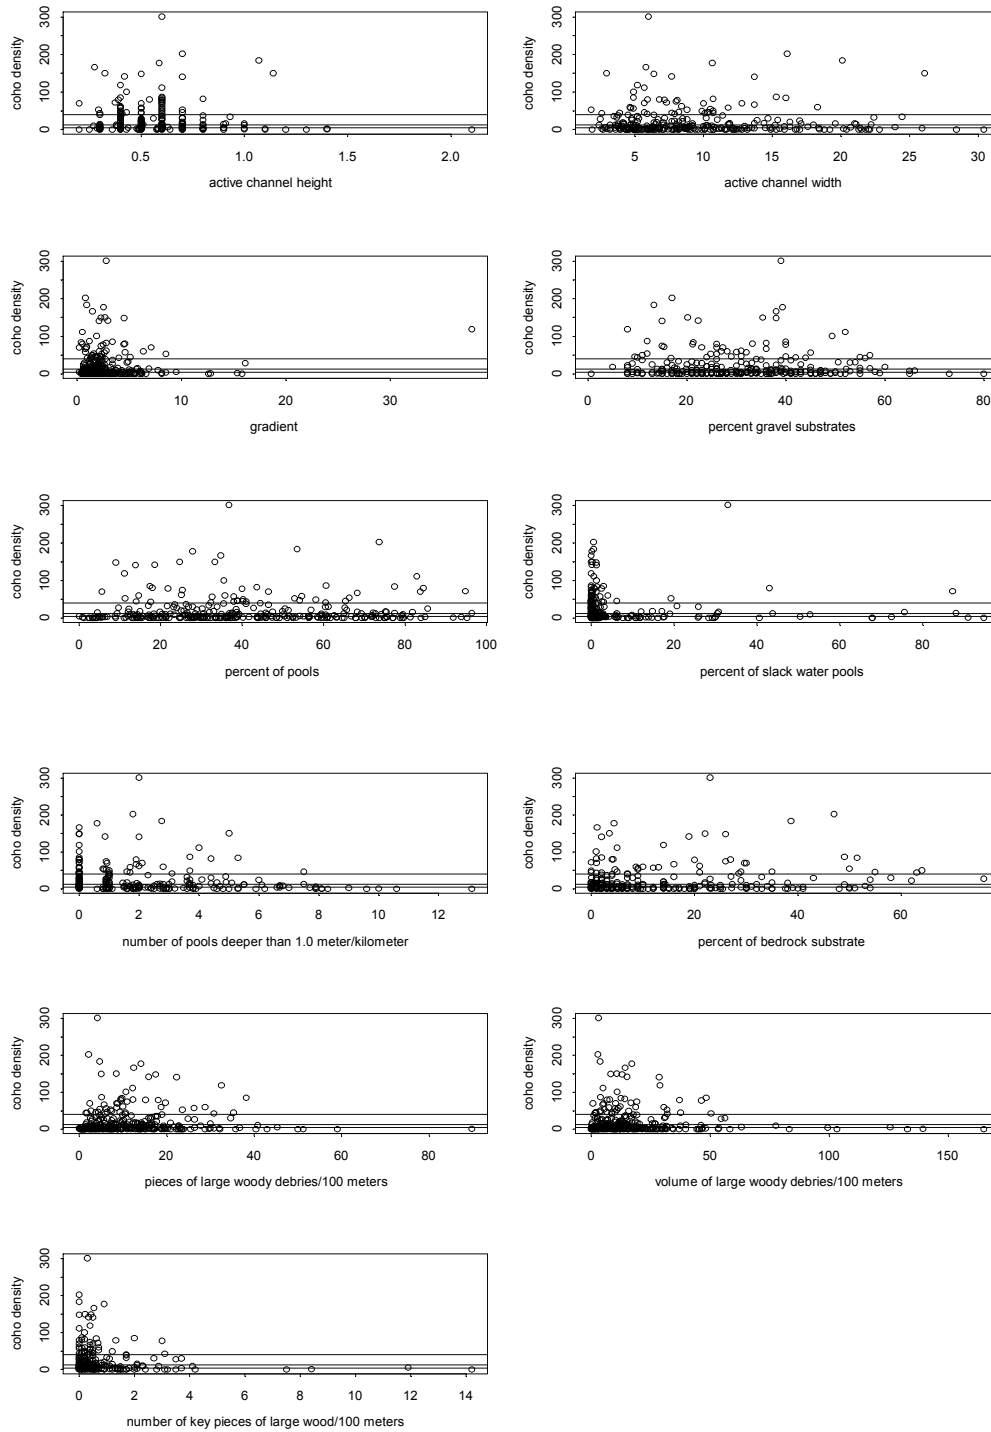 coho density
0 100 200 300
0.5 1.0 1.5 2.0
active channel height
coho density
0 100 200 300
5 10 15 20 25 30
active channel width
coho density
0 100 200 300
0 10 20 30
gradient
coho density
0 100 200 300
0 20 40 60 80
percent gravel substrates
coho density
0 100 200 300
0 20 40 60 80 100
percent of pools
coho density
0 100 200 300
0 20 40 60 80
percent of slack water pools
coho density
0 100 200 300
0 2 4 6 8 10 12
number of pools deeper than 1.0 meter/kilometer
coho density
0 100 200 300
0 20 40 60
percent of bedrock substrate
coho density
0 100 200 300
0 20 40 60 80
pieces of large woody debries/100 meters
coho density
0 100 200 300
0 50 100 150
volume of large woody debries/100 meters
coho density
0 100 200 300
0 2 4 6 8 10 12 14
number of key pieces of large wood/100 meters